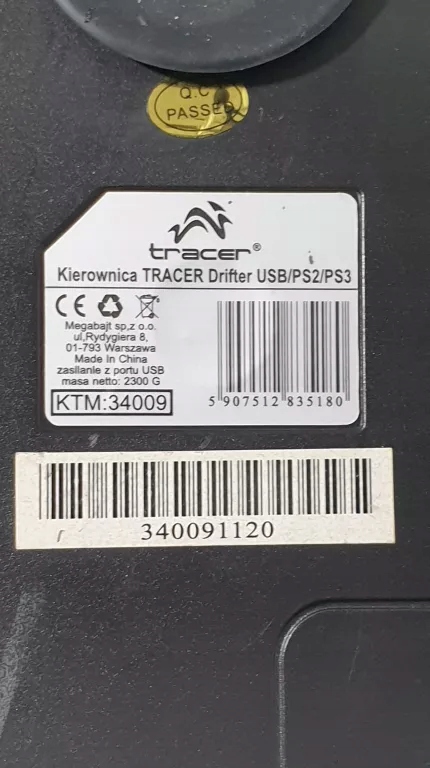 Q.C
PASSED
tracer®
Kierownica TRACER Drifter USB/PS2/PS3
CE
Megabajt sp,z o.o.
ul,Rydygiera 8,
01-793 Warszawa
Made In China
zasilanie z portu USB
masa netto: 2300 G
KTM:34009
5 907512 835180
340091120